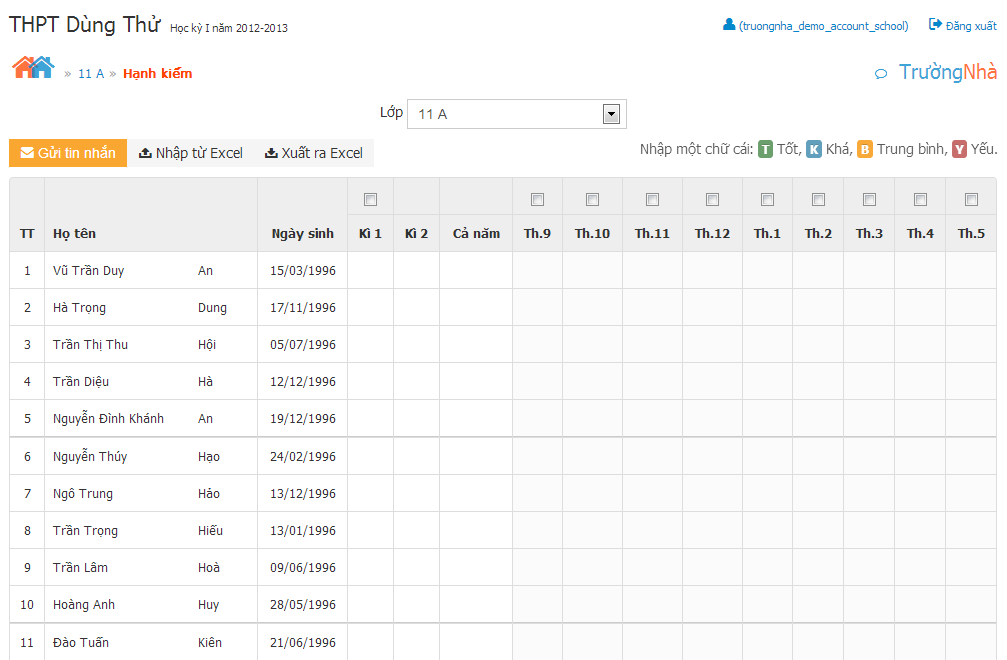 THPT Dùng Thử Học kỳ I năm 2012-2013 (truongnha_demo_account_school) Đăng xuất
» 11 A » Hạnh kiểm TrườngNhà
Lớp 11 A
Gửi tin nhắn Nhập từ Excel Xuất ra Excel Nhập một chữ cái: T Tốt, K Khá, B Trung bình, Y Yếu.
TT Họ tên Ngày sinh Kì 1 Kì 2 Cả năm Th.9 Th.10 Th.11 Th.12 Th.1 Th.2 Th.3 Th.4 Th.5
1 Vũ Trần Duy An 15/03/1996
2 Hà Trọng Dung 17/11/1996
3 Trần Thị Thu Hội 05/07/1996
4 Trần Diệu Hà 12/12/1996
5 Nguyễn Đình Khánh An 19/12/1996
6 Nguyễn Thúy Hạo 24/02/1996
7 Ngô Trung Hảo 13/12/1996
8 Trần Trọng Hiếu 13/01/1996
9 Trần Lâm Hoà 09/06/1996
10 Hoàng Anh Huy 28/05/1996
11 Đào Tuấn Kiên 21/06/1996